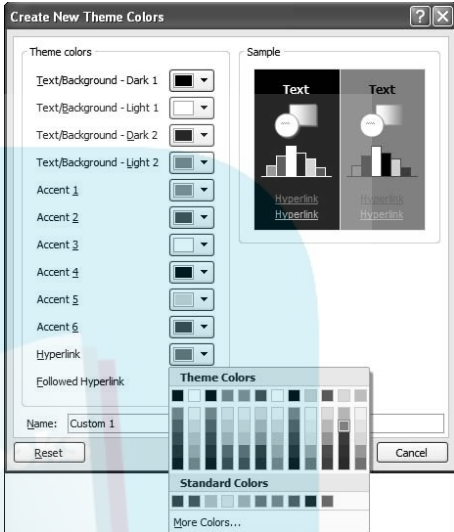 Create New Theme Colors
Theme colors
Text/Background - Dark 1
Text/Background - Light 1
Text/Background - Dark 2
Text/Background - Light 2
Accent 1
Accent 2
Accent 3
Accent 4
Accent 5
Accent 6
Hyperlink
Followed Hyperlink
Sample
Text Text
Hyperlink Hyperlink
Hyperlink Hyperlink
Theme Colors
Standard Colors
More Colors...
Name: Custom 1
Reset Cancel